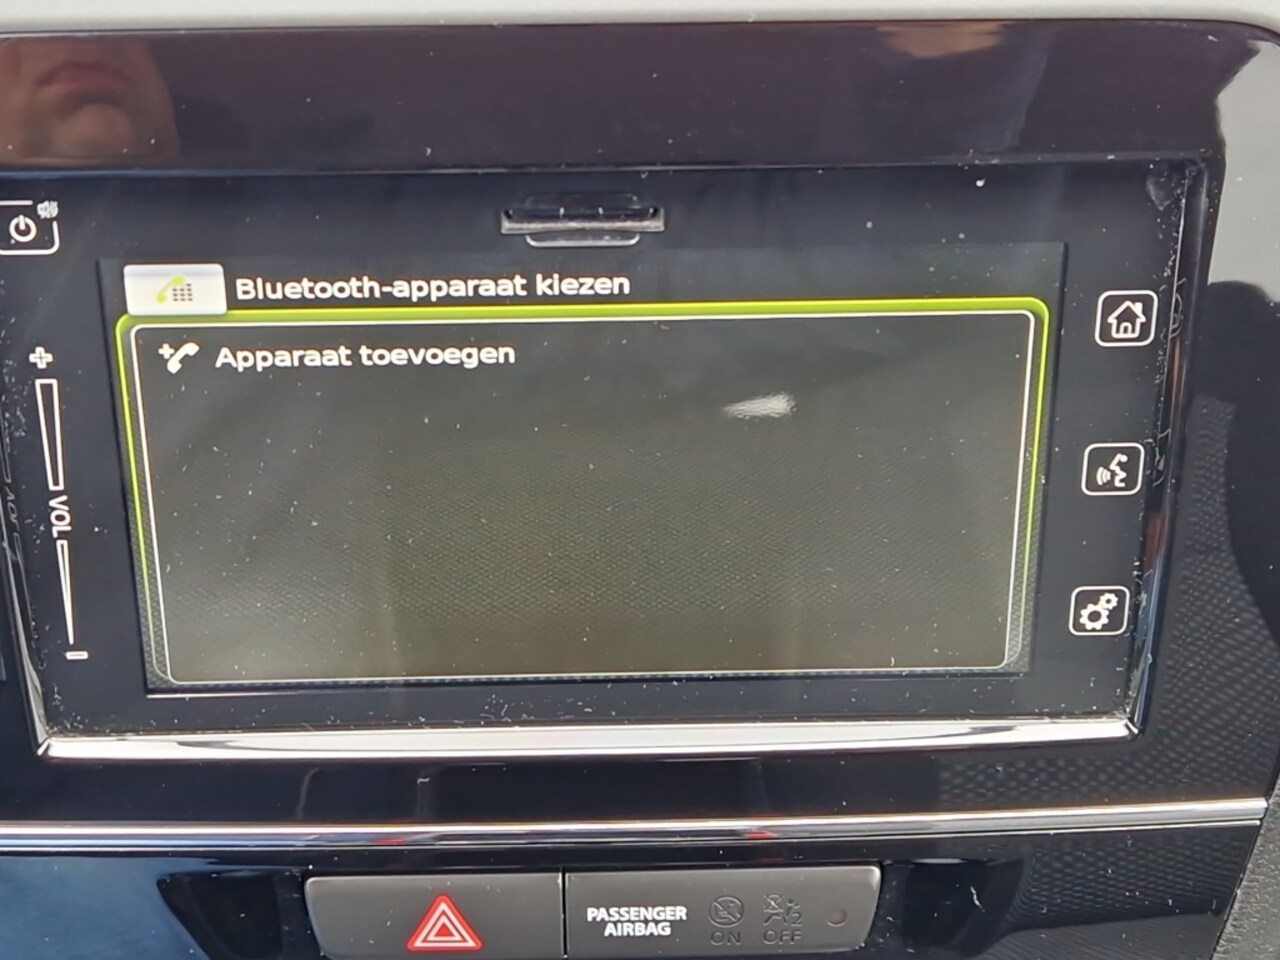 Bluetooth-apparaat kiezen
Apparaat toevoegen
VOL
PASSENGER
AIRBAG
ON
OFF